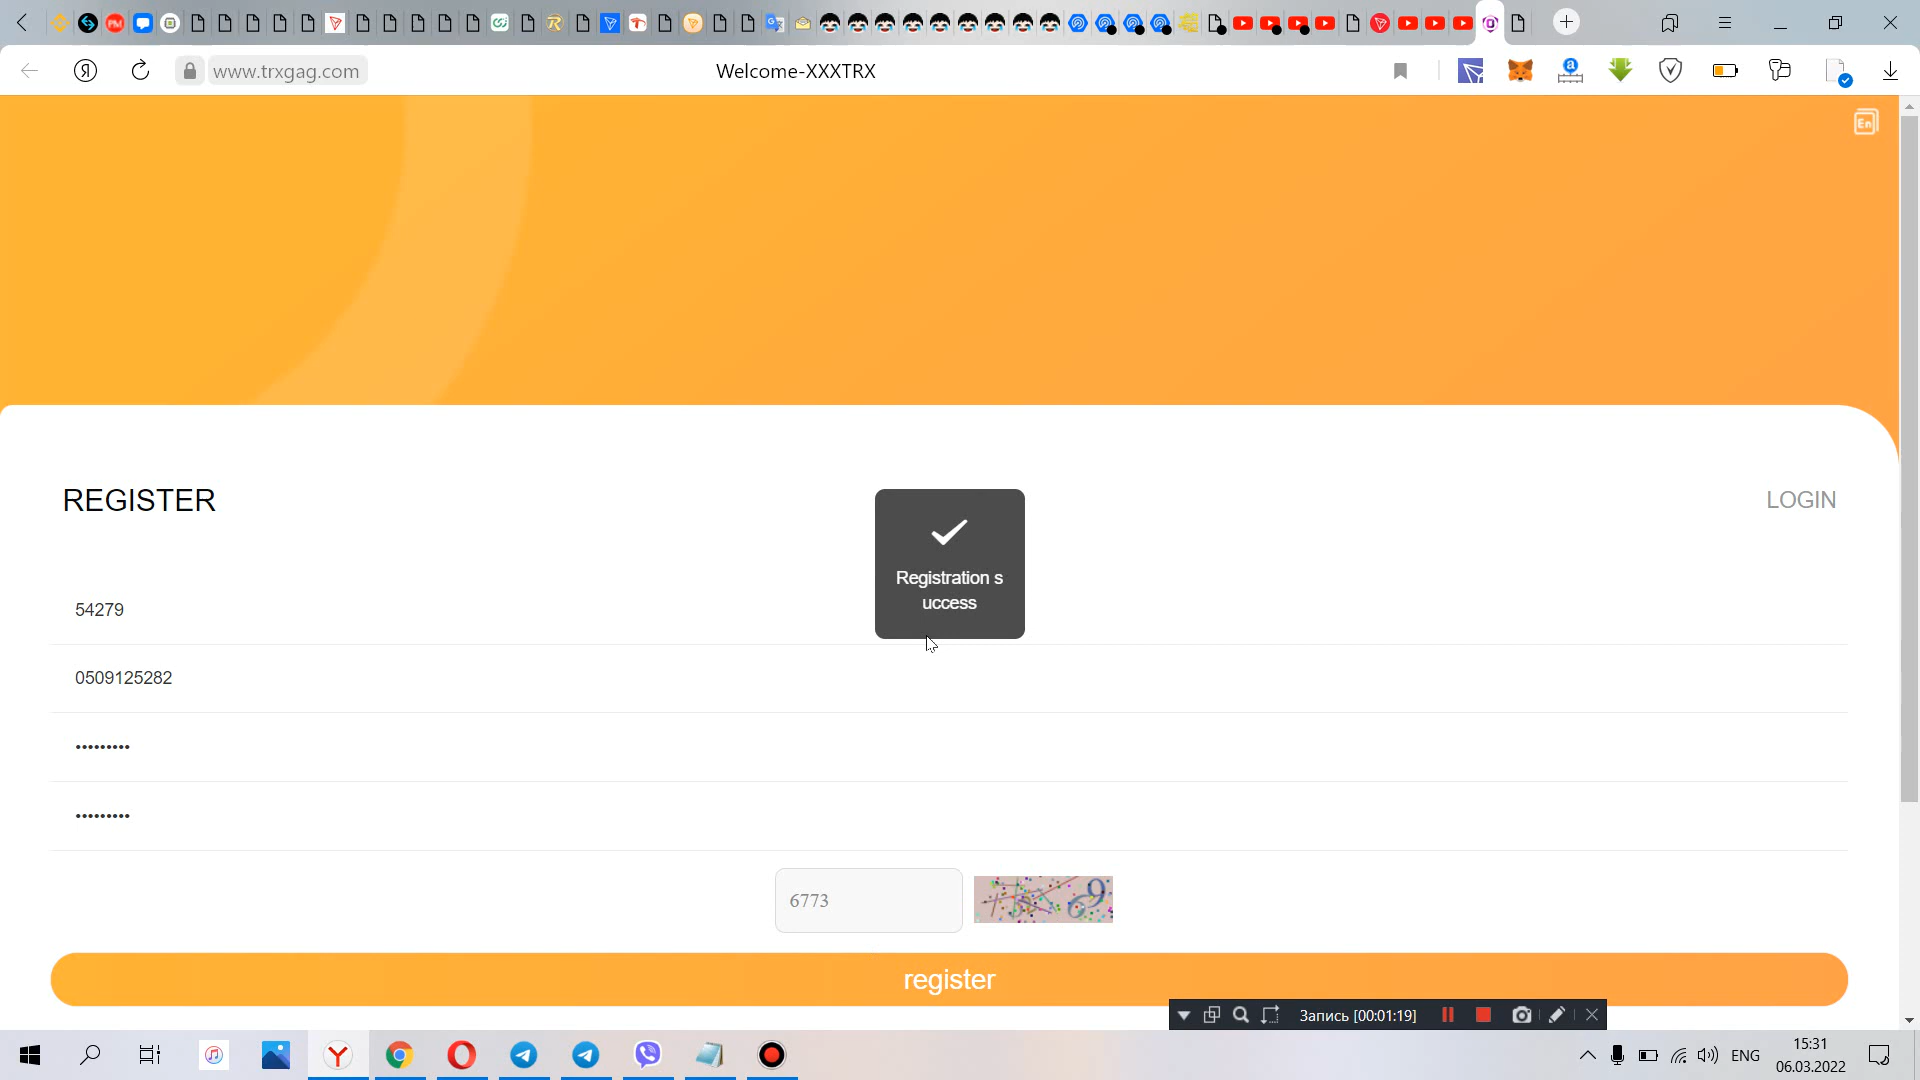 www.trxgag.com
Welcome-XXXTRX
En
REGISTER
LOGIN
Registration s
uccess
54279
0509125282
•••••••••
•••••••••
6773
register
Запись [00:01:19]
ENG
15:31
06.03.2022